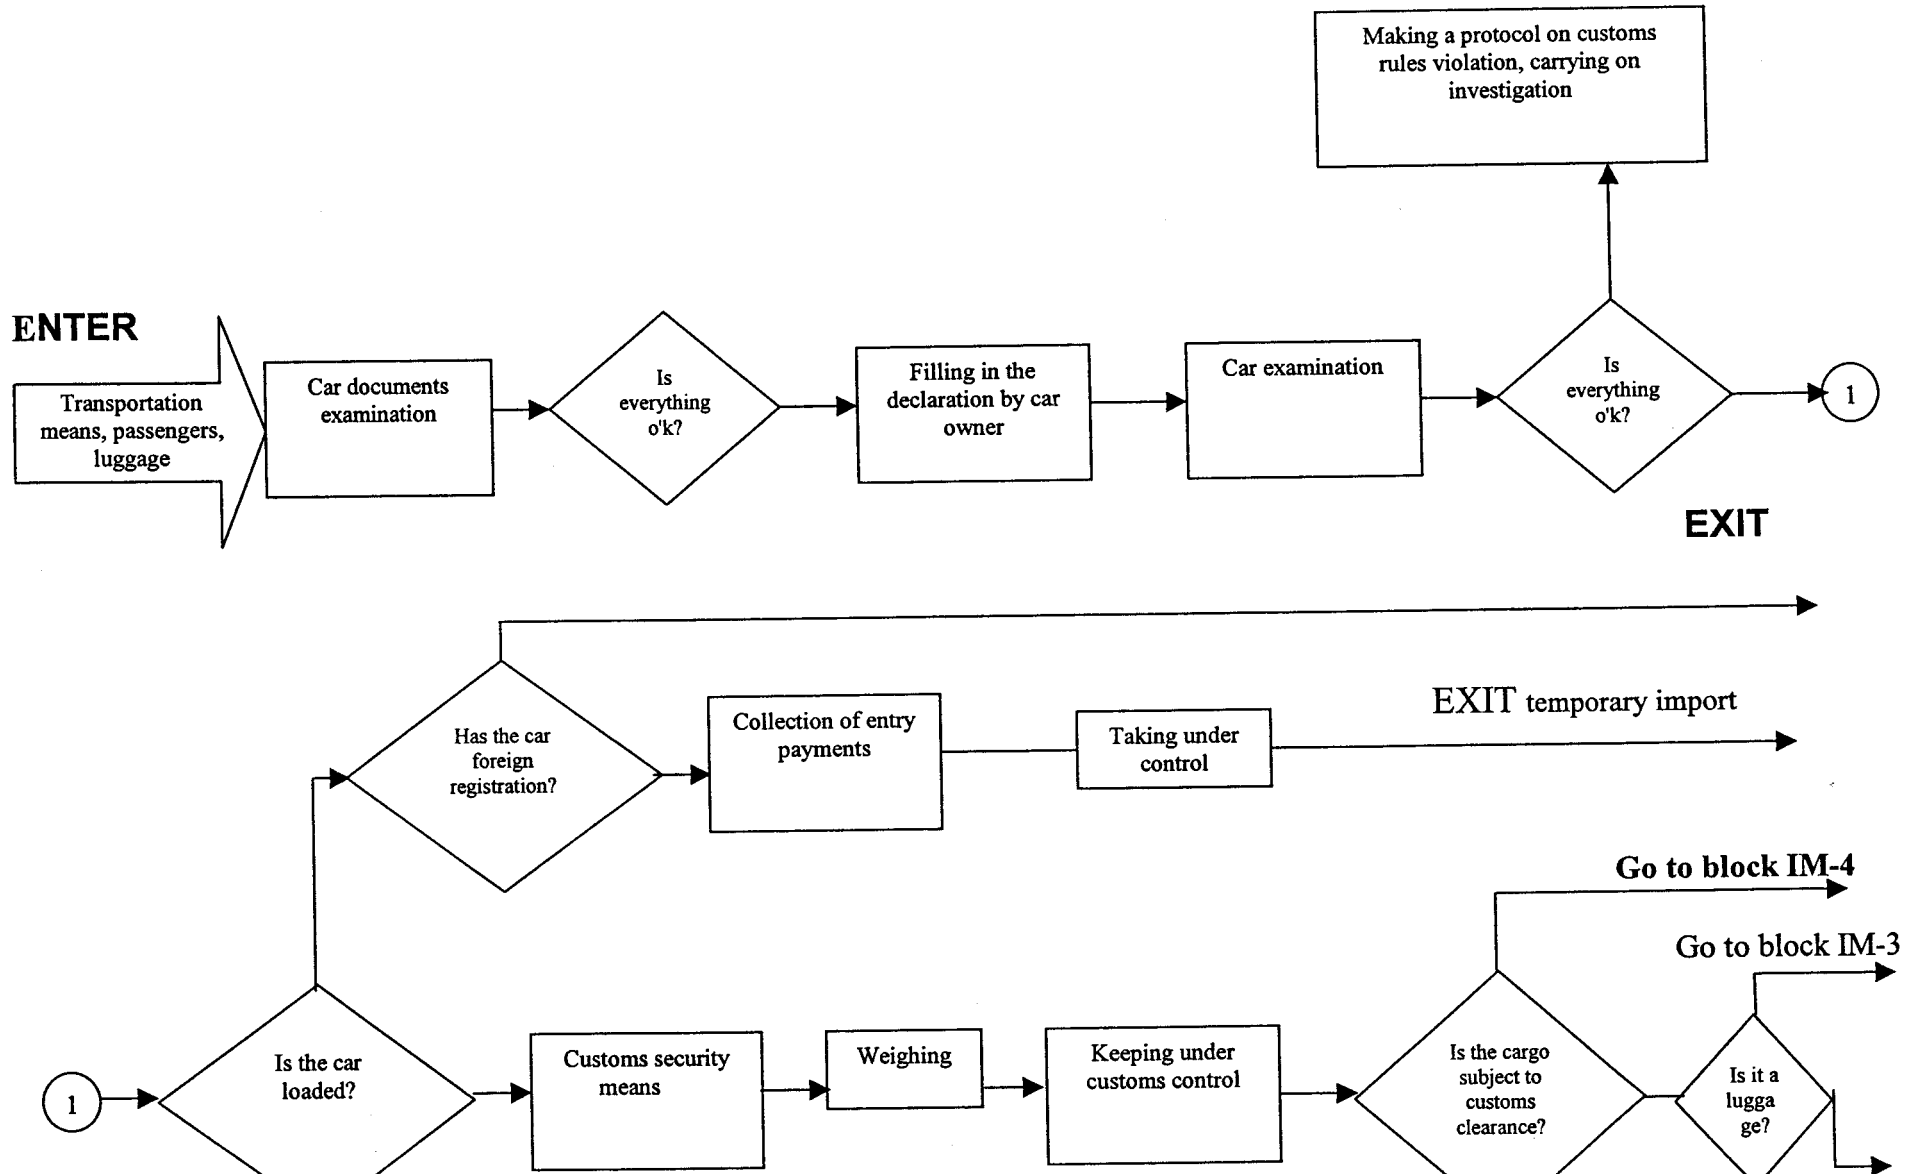 Making a protocol on customs
rules violation, carrying on
investigation
ENTER
Transportation
means, passengers,
luggage
Car documents
examination
Is
everything
o'k?
Filling in the
declaration by car
owner
Car examination
Is
everything
o'k?
1
EXIT
Has the car
foreign
registration?
Collection of entry
payments
Taking under
control
EXIT temporary import
Go to block IM-4
Go to block IM-3
1
Is the car
loaded?
Customs security
means
Weighing
Keeping under
customs control
Is the cargo
subject to
customs
clearance?
Is it a
lugga
ge?